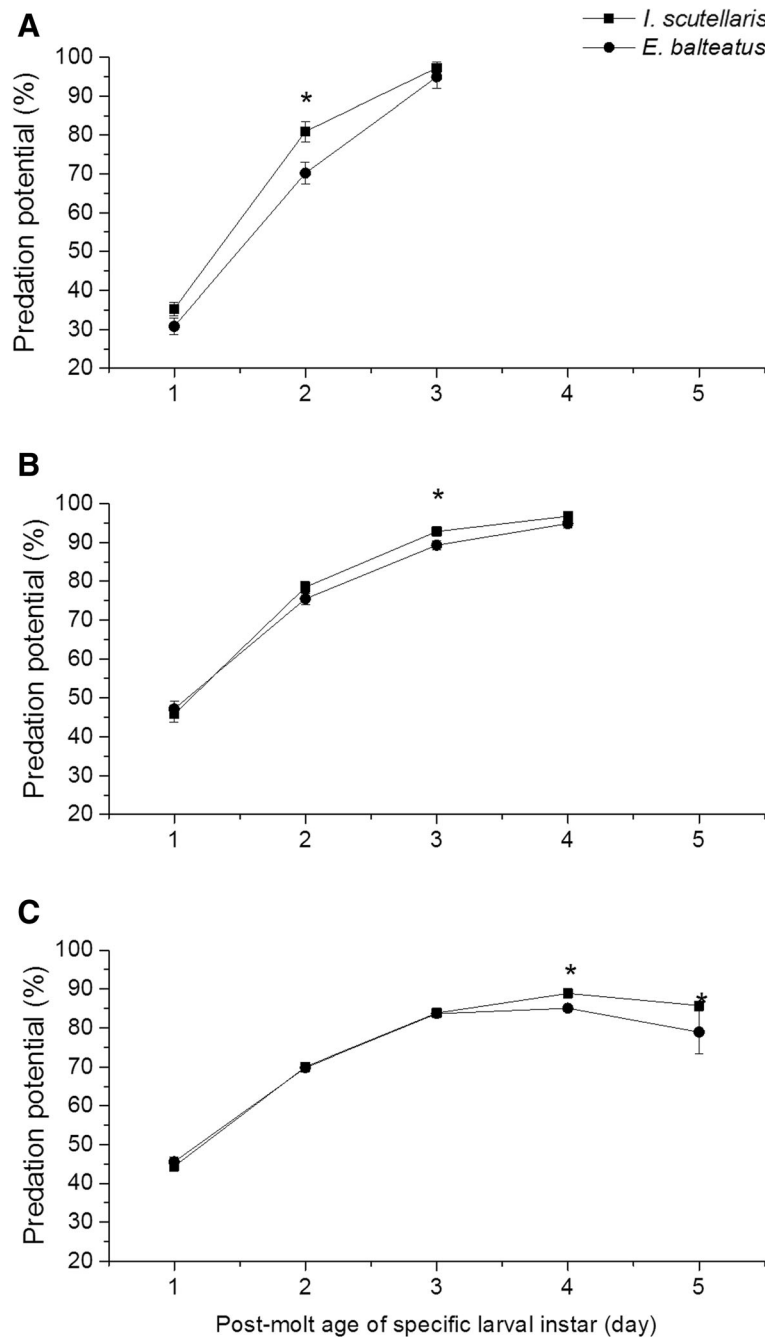 A
I. scutellaris
E. balteatus
Predation potential (%)
100
90
80
70
60
50
40
30
20
*
1 2 3 4 5
B
Predation potential (%)
100
90
80
70
60
50
40
30
20
*
1 2 3 4 5
C
Predation potential (%)
100
90
80
70
60
50
40
30
20
* *
1 2 3 4 5
Post-molt age of specific larval instar (day)